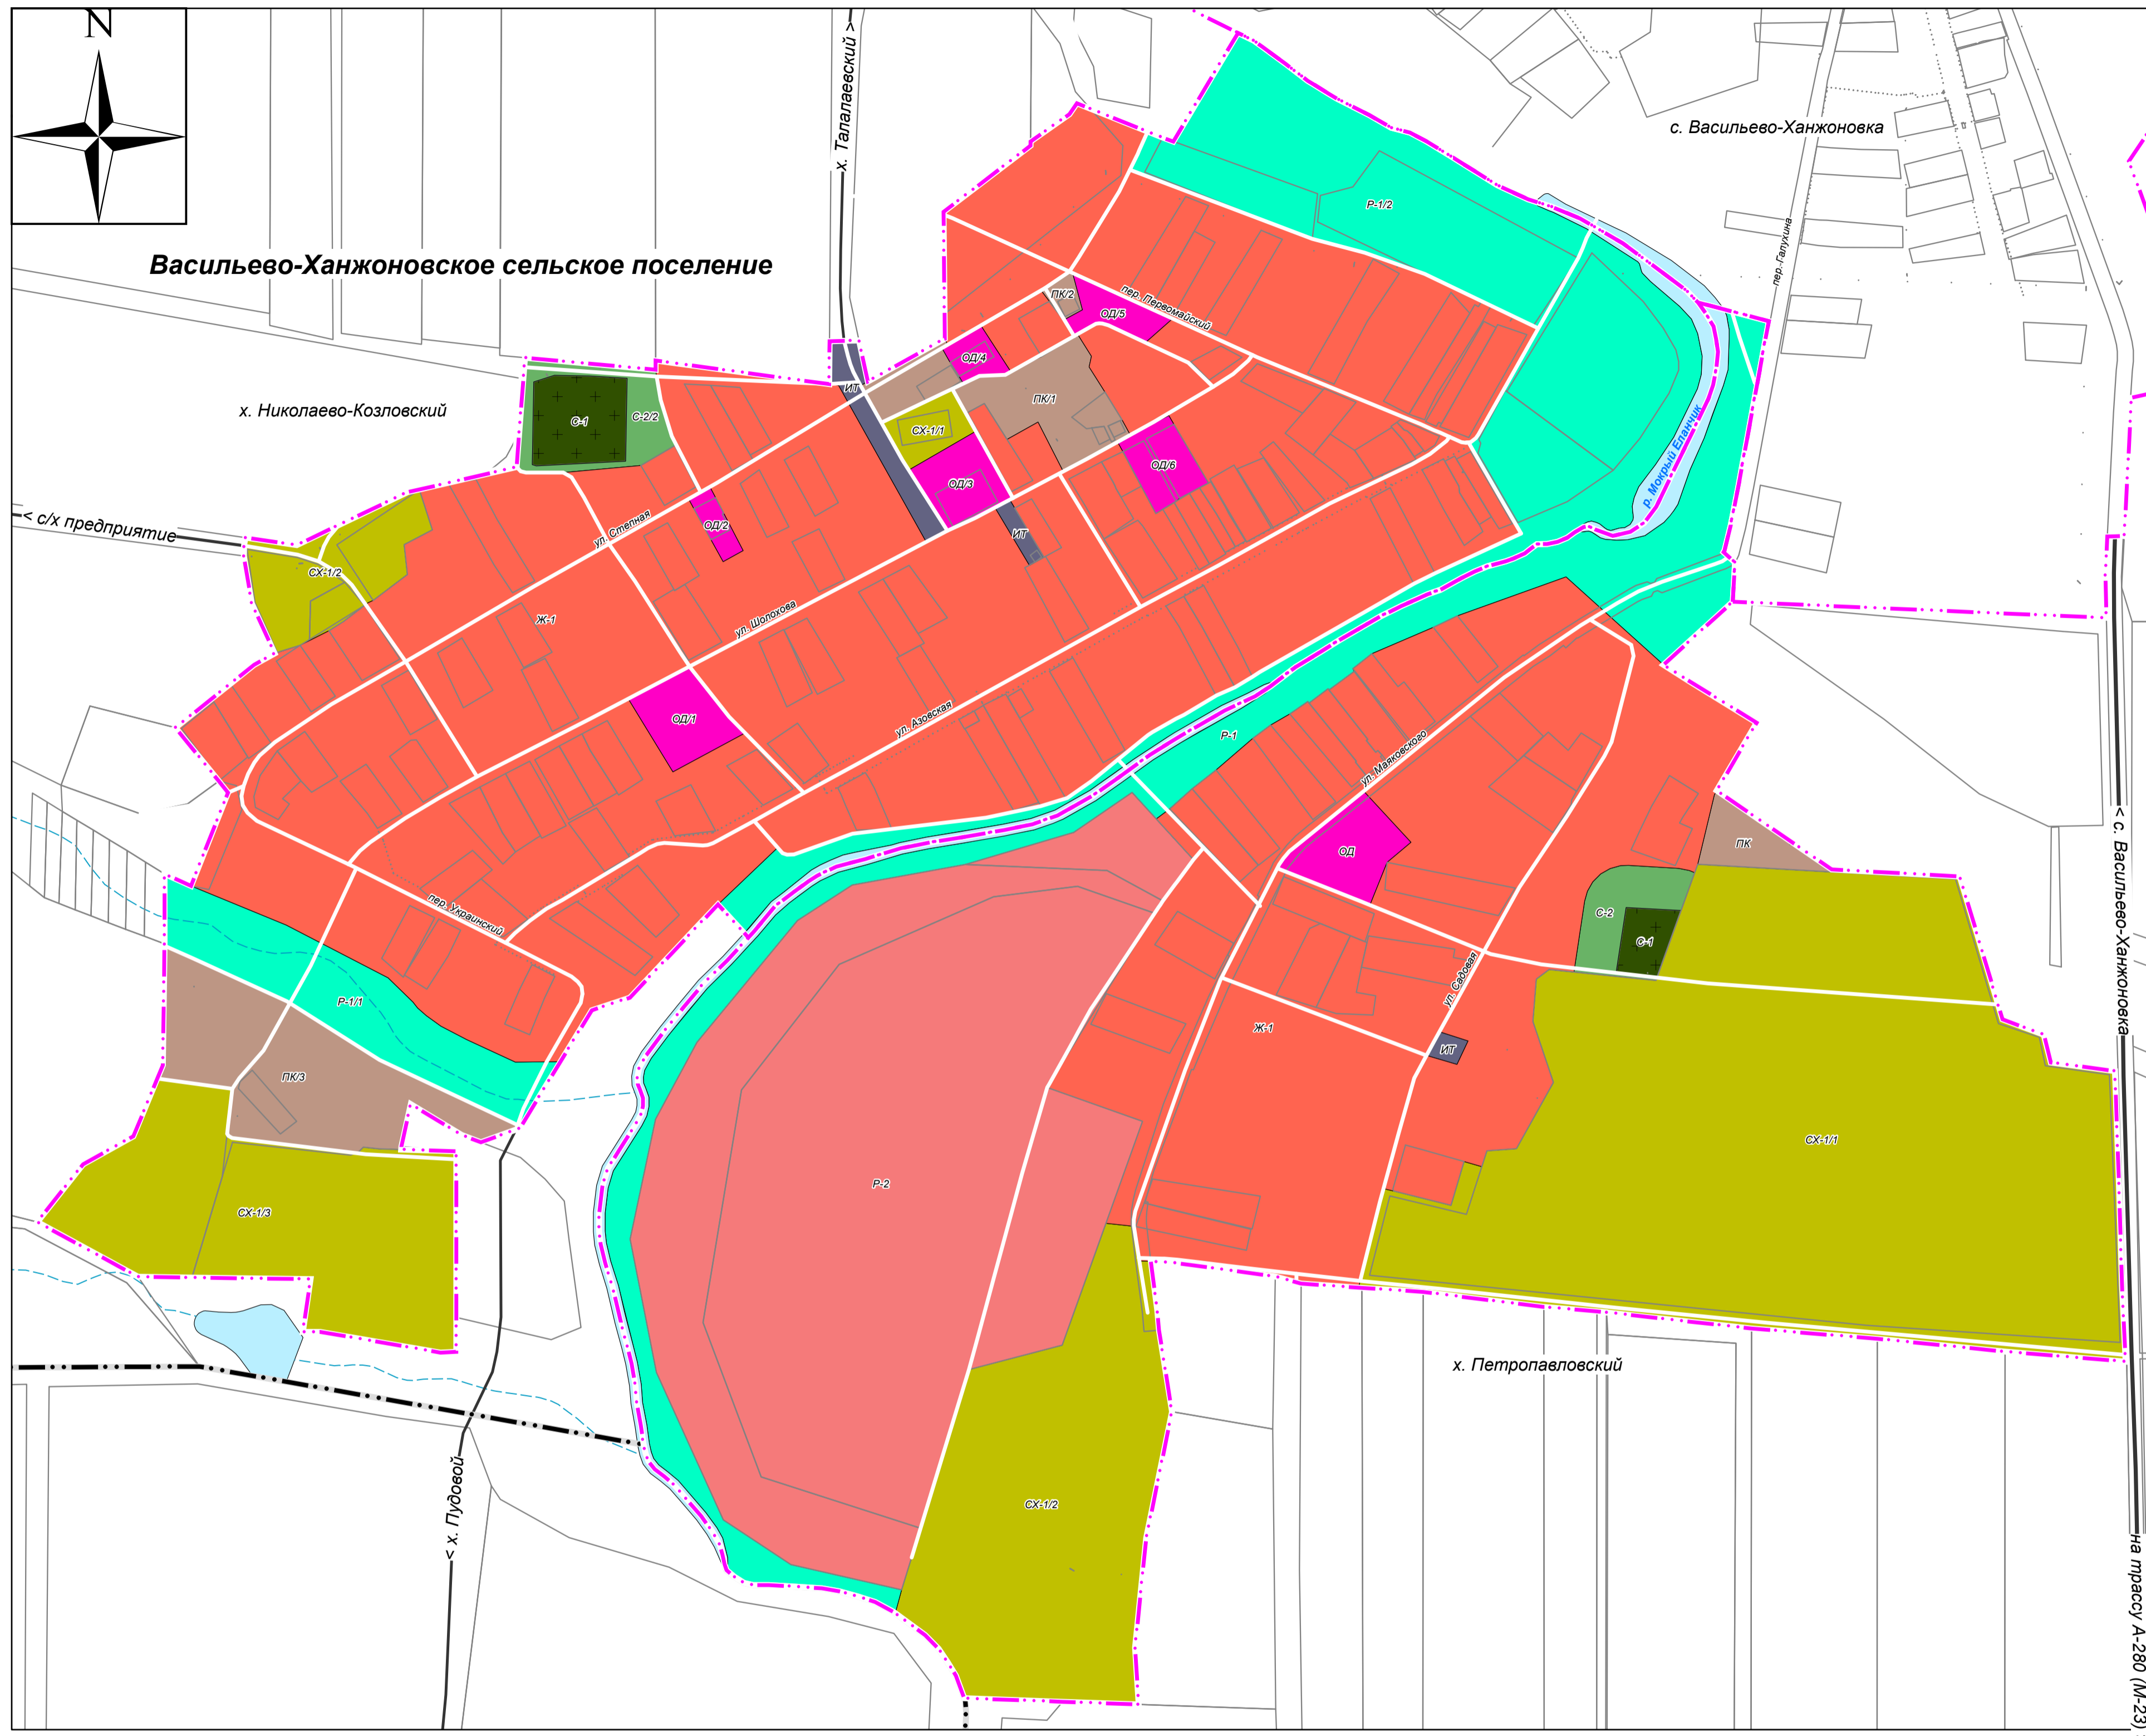 N
х. Талалаевский >
с. Васильево-Ханжоновка
Р-1/2
пер. Галухина
Васильево-Ханжоновское сельское поселение
ПК/2
пер. Первомайский
ОД/5
ОД/4
ИТ
ПК/1
х. Николаево-Козловский
С-1
С-2/2
СХ-1/1
р. Мокрый Еланчик
ОД/6
ОД/3
< с/х предприятие
ул. Степная
ОД/2
ИТ
СХ-1/2
Ж-1
ул. Шолохова
ОД/1
ул. Азовская
Р-1
ул. Маяковского
ПК
ОД
< с. Васильево-Ханжоновка
пер. Украинский
С-2
С-1
ул. Садовая
Р-1/1
Ж-1
ИТ
ПК/3
СХ-1/1
Р-2
СХ-1/3
х. Петропавловский
< х. Пудовой
СХ-1/2
на трассу А-280 (М-23)